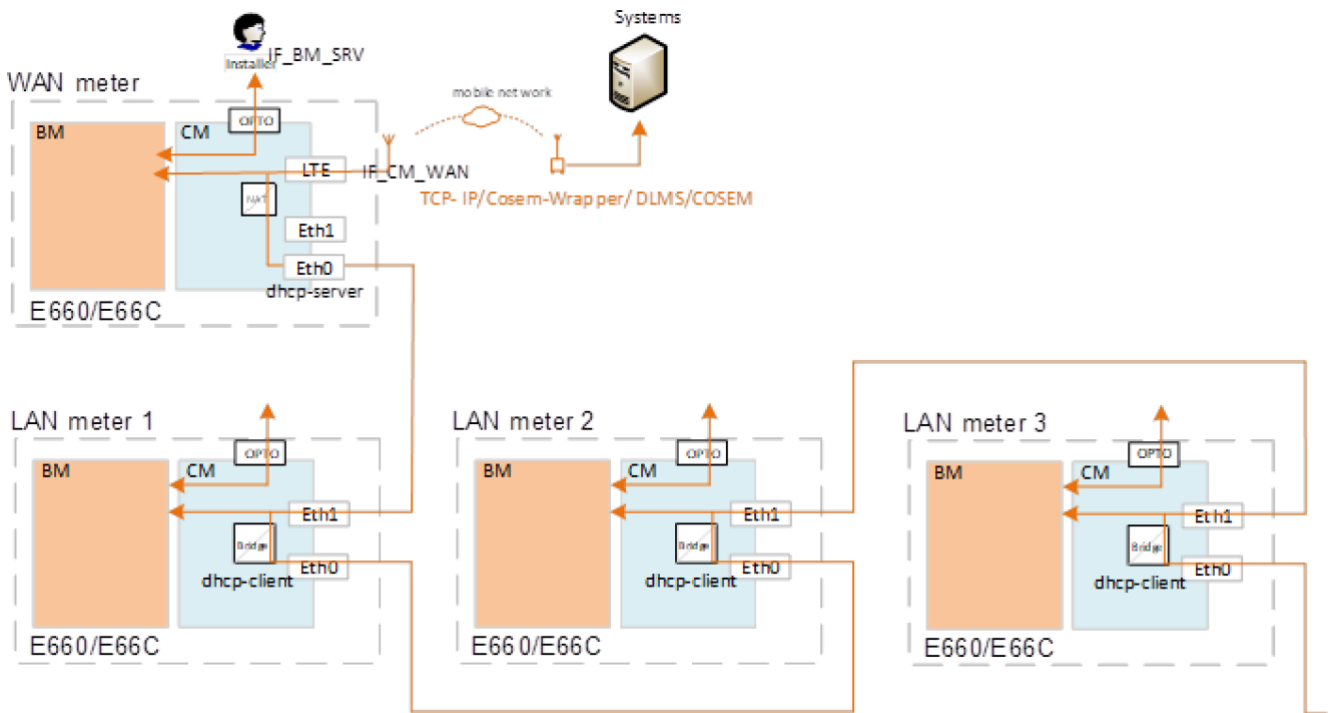 Systems
IF_BM_SRV
Installer
WAN meter
mobile network
OPTO
BM
CM
LTE
IF_CM_WAN
NAT
TCP- IP/Cosem-Wrapper/ DLMS/COSEM
Eth1
Eth0
dhcp-server
E660/E66C
LAN meter 1
OPTO
BM
CM
Eth1
Bridge
Eth0
dhcp-client
E660/E66C
LAN meter 2
OPTO
BM
CM
Eth1
Bridge
Eth0
dhcp-client
E660/E66C
LAN meter 3
OPTO
BM
CM
Eth1
Bridge
Eth0
dhcp-client
E660/E66C